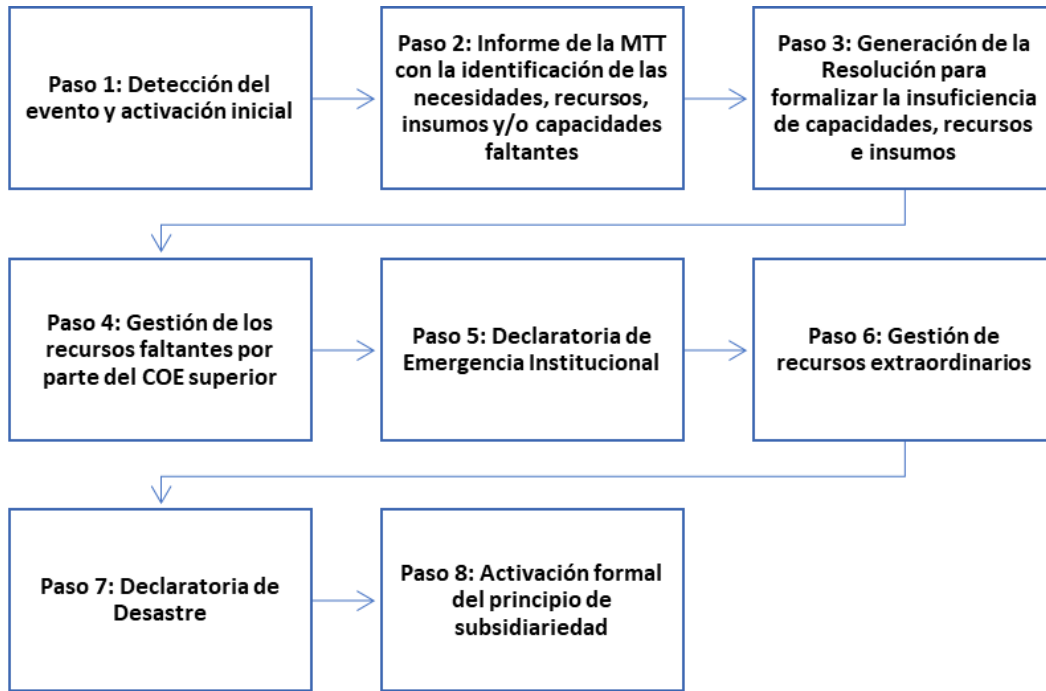 Paso 1: Detección del
evento y activación inicial
Paso 2: Informe de la MTT
con la identificación de las
necesidades, recursos,
insumos y/o capacidades
faltantes
Paso 3: Generación de la
Resolución para
formalizar la insuficiencia
de capacidades, recursos
e insumos
Paso 4: Gestión de los
recursos faltantes por
parte del COE superior
Paso 5: Declaratoria de
Emergencia Institucional
Paso 6: Gestión de
recursos extraordinarios
Paso 7: Declaratoria de
Desastre
Paso 8: Activación formal
del principio de
subsidiariedad